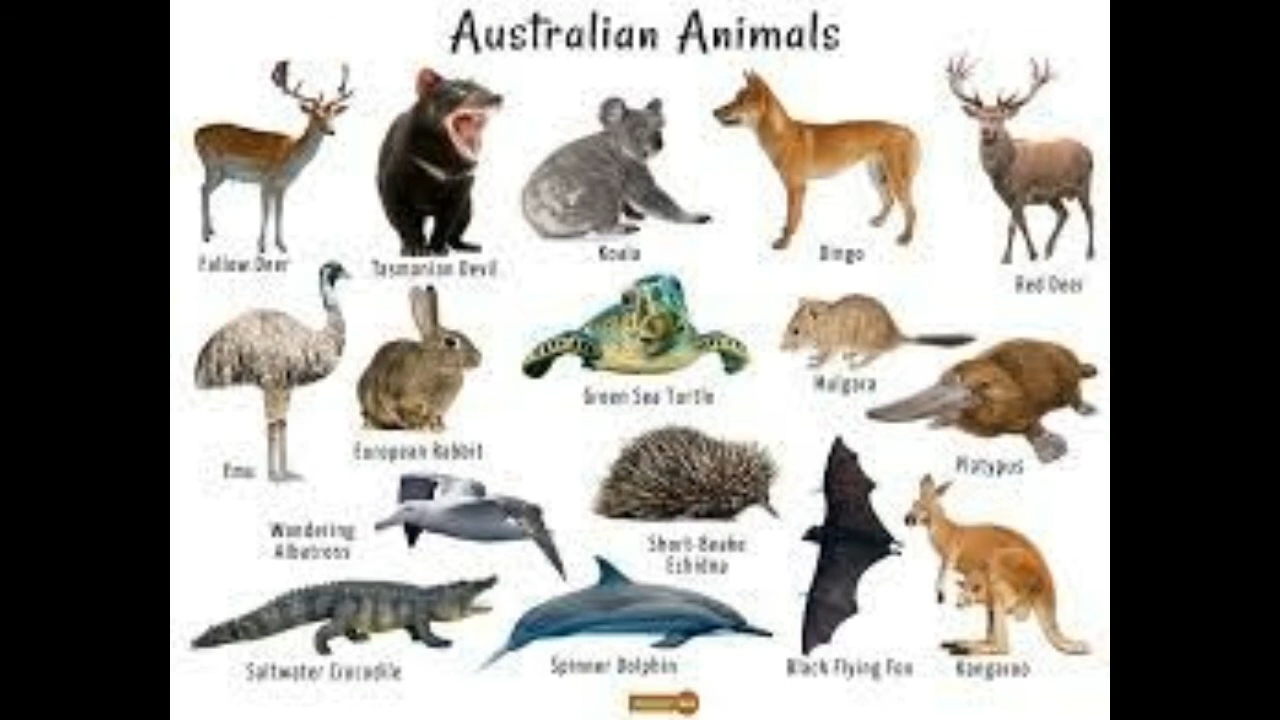 Australian Animals
Fallow Deer
Tasmanian Devil
Koala
Dingo
Red Deer
Emu
European Rabbit
Green Sea Turtle
Mulgara
Platypus
Wandering
Albatross
Short-Beake
Echidna
Saltwater Crocodile
Spinner Dolphin
Black Flying Fox
Kangaroo